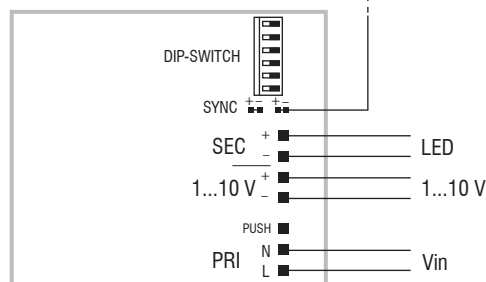 DIP-SWITCH
+ - + -
SYNC
+
SEC LED
-
+
1...10 V 1...10 V
-
PUSH
N
PRI Vin
L